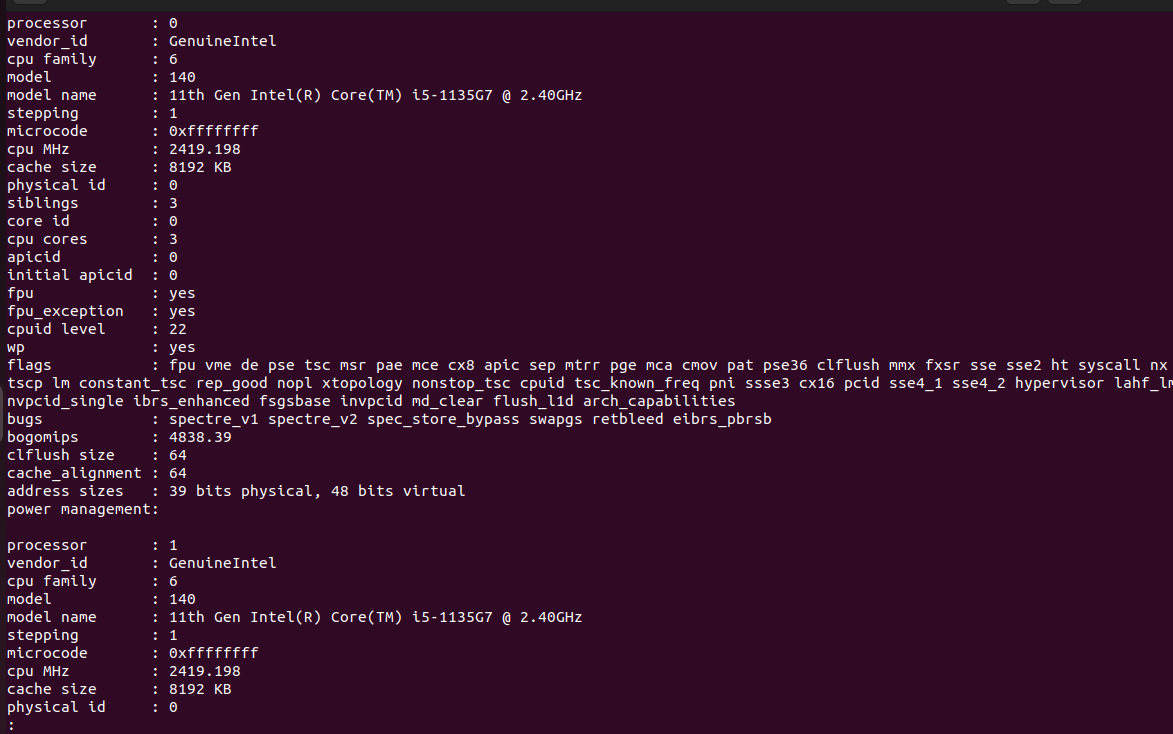 processor : 0
vendor_id : GenuineIntel
cpu family : 6
model : 140
model name : 11th Gen Intel(R) Core(TM) i5-1135G7 @ 2.40GHz
stepping : 1
microcode : 0xffffffff
cpu MHz : 2419.198
cache size : 8192 KB
physical id : 0
siblings : 3
core id : 0
cpu cores : 3
apicid : 0
initial apicid : 0
fpu : yes
fpu_exception : yes
cpuid level : 22
wp : yes
flags : fpu vme de pse tsc msr pae mce cx8 apic sep mtrr pge mca cmov pat pse36 clflush mmx fxsr sse sse2 ht syscall nx
tscp lm constant_tsc rep_good nopl xtopology nonstop_tsc cpuid tsc_known_freq pni ssse3 cx16 pcid sse4_1 sse4_2 hypervisor lahf_lm
nvpcid_single ibrs_enhanced fsgsbase invpcid md_clear flush_l1d arch_capabilities
bugs : spectre_v1 spectre_v2 spec_store_bypass swapgs retbleed eibrs_pbrsb
bogomips : 4838.39
clflush size : 64
cache_alignment : 64
address sizes : 39 bits physical, 48 bits virtual
power management:
processor : 1
vendor_id : GenuineIntel
cpu family : 6
model : 140
model name : 11th Gen Intel(R) Core(TM) i5-1135G7 @ 2.40GHz
stepping : 1
microcode : 0xffffffff
cpu MHz : 2419.198
cache size : 8192 KB
physical id : 0
: